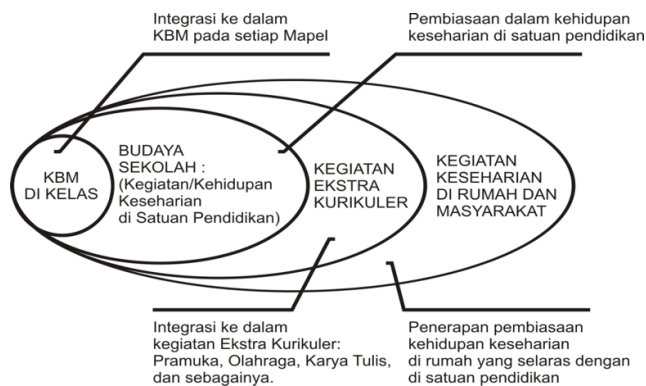 Integrasi ke dalam
KBM pada setiap Mapel
Pembiasaan dalam kehidupan
keseharian di satuan pendidikan
KBM
DI KELAS
BUDAYA
SEKOLAH :
(Kegiatan/Kehidupan
Keseharian
di Satuan Pendidikan)
KEGIATAN
EKSTRA
KURIKULER
KEGIATAN
KESEHARIAN
DI RUMAH DAN
MASYARAKAT
Integrasi ke dalam
kegiatan Ekstra Kurikuler:
Pramuka, Olahraga, Karya Tulis,
dan sebagainya.
Penerapan pembiasaan
kehidupan keseharian
di rumah yang selaras dengan
di satuan pendidikan